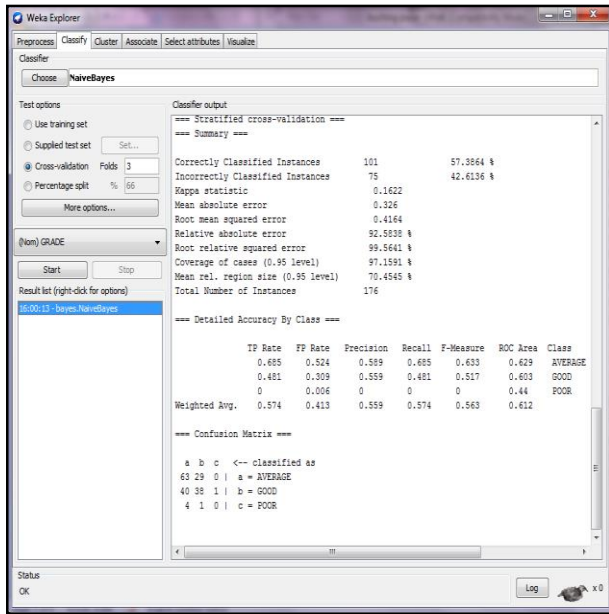 Weka Explorer
Preprocess Classify Cluster Associate Select attributes Visualize
Classifier
Choose NaiveBayes
Test options
Use training set
Supplied test set Set...
Cross-validation Folds 3
Percentage split % 66
More options...
(Nom) GRADE
Start Stop
Result list (right-click for options)
16:00:13 - bayes.NaiveBayes
Classifier output
=== Stratified cross-validation ===
=== Summary ===
Correctly Classified Instances 101 57.3864 %
Incorrectly Classified Instances 75 42.6136 %
Kappa statistic 0.1622
Mean absolute error 0.326
Root mean squared error 0.4164
Relative absolute error 92.5838 %
Root relative squared error 99.5641 %
Coverage of cases (0.95 level) 97.1591 %
Mean rel. region size (0.95 level) 70.4545 %
Total Number of Instances 176
=== Detailed Accuracy By Class ===
TP Rate FP Rate Precision Recall F-Measure ROC Area Class
0.685 0.524 0.589 0.685 0.633 0.629 AVERAGE
0.481 0.309 0.559 0.481 0.517 0.603 GOOD
0 0.006 0 0 0 0.44 POOR
Weighted Avg. 0.574 0.413 0.559 0.574 0.563 0.612
=== Confusion Matrix ===
a b c <-- classified as
63 29 0 | a = AVERAGE
40 38 1 | b = GOOD
4 1 0 | c = POOR
Status
OK
Log
x 0